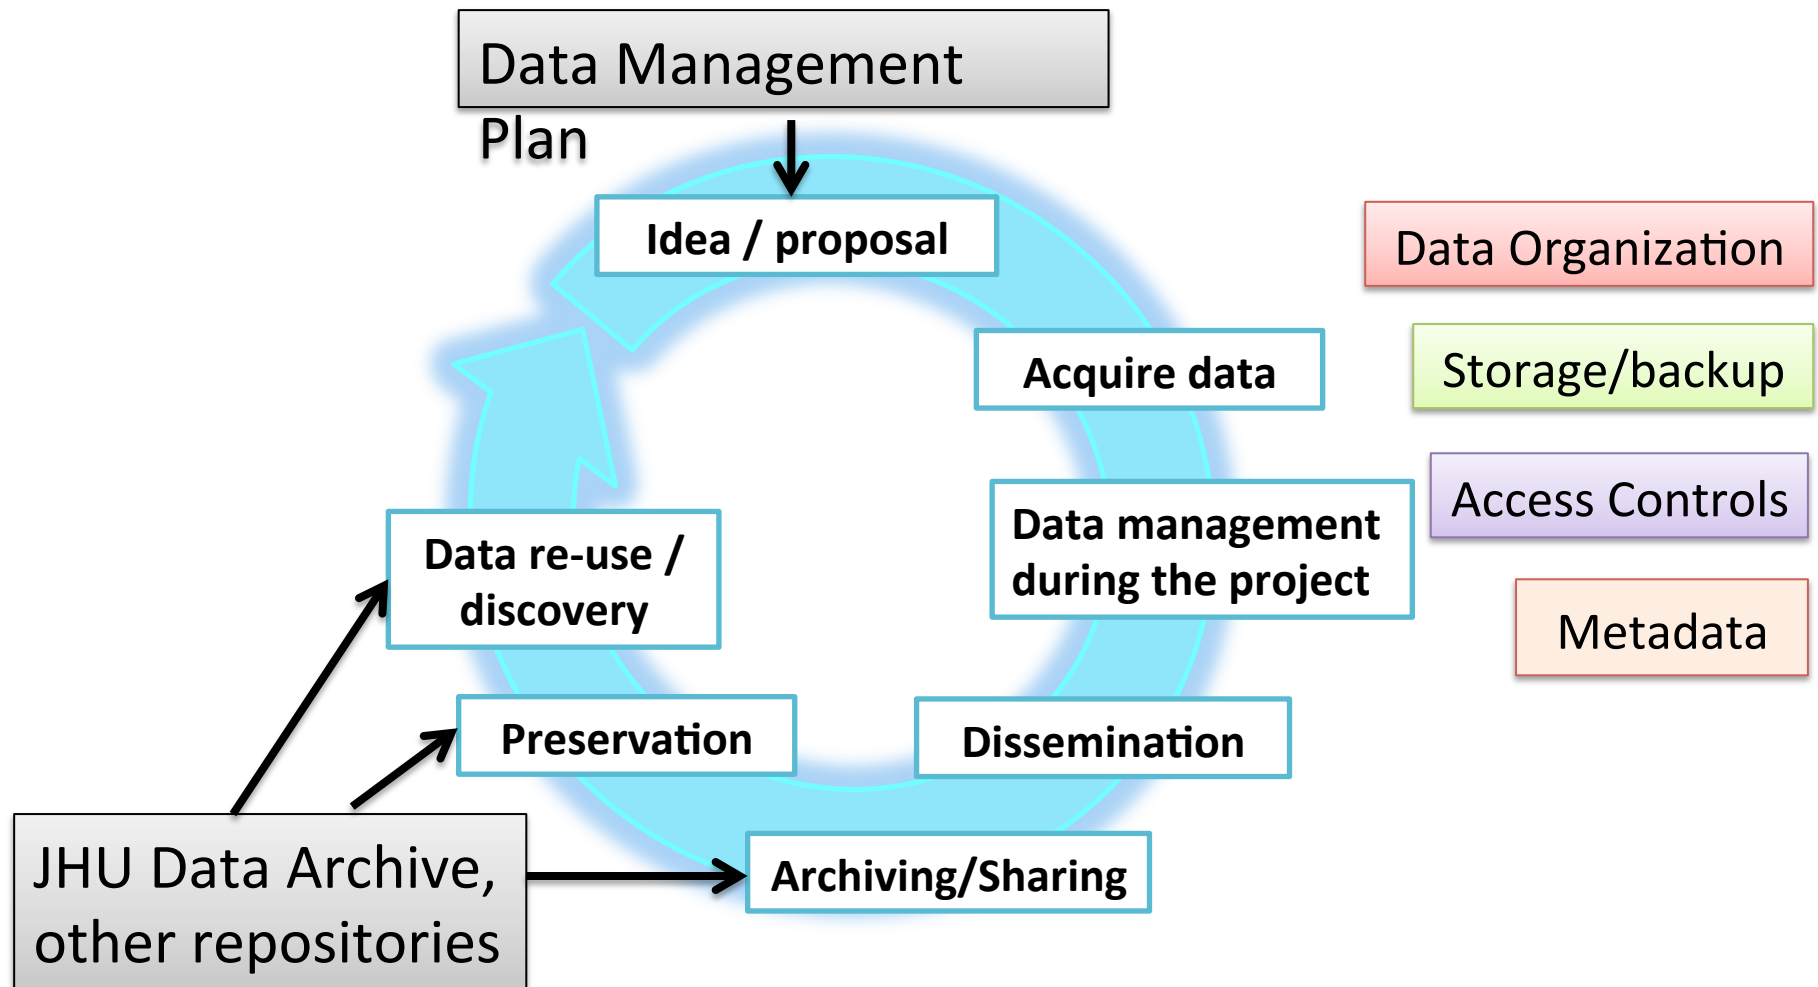 Data Management
Plan
Idea / proposal
Data Organization
Acquire data
Storage/backup
Data management
during the project
Access Controls
Metadata
Data re-use /
discovery
Preservation
Dissemination
Archiving/Sharing
JHU Data Archive,
other repositories